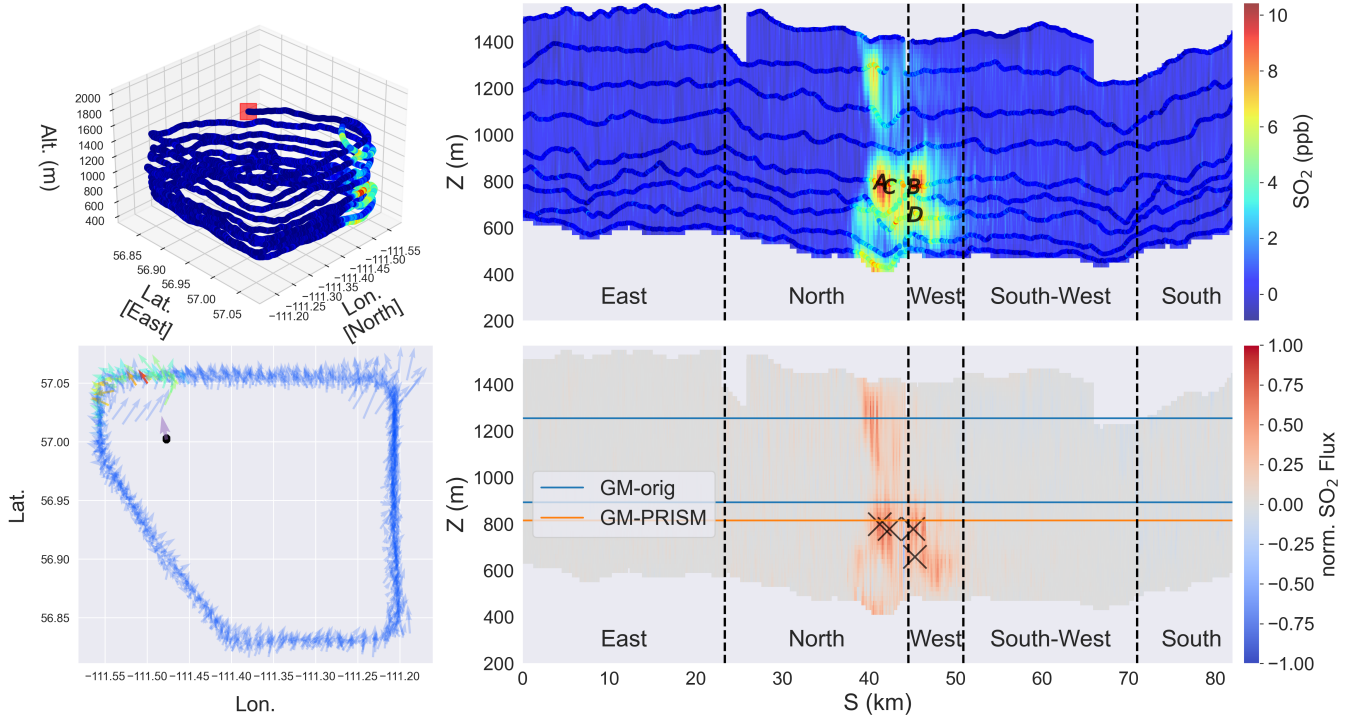 2000
1800
1600
1400
1200
1000
800
600
400
Alt. (m)
56.85
56.90
56.95
57.00
57.05
Lat.
[East]
−111.55
−111.50
−111.45
−111.40
−111.35
−111.30
−111.25
−111.20
Lon.
[North]
1400
1200
1000
800
600
400
200
Z (m)
A
C
B
D
East
North
West
South-West
South
10
8
6
4
2
0
SO2 (ppb)
57.05
57.00
56.95
56.90
56.85
Lat.
−111.55 −111.50 −111.45 −111.40 −111.35 −111.30 −111.25 −111.20
Lon.
1400
1200
1000
800
600
400
200
Z (m)
GM-orig
GM-PRISM
East
North
West
South-West
South
0 10 20 30 40 50 60 70 80
S (km)
1.00
0.75
0.50
0.25
0.00
−0.25
−0.50
−0.75
−1.00
norm. SO2 Flux